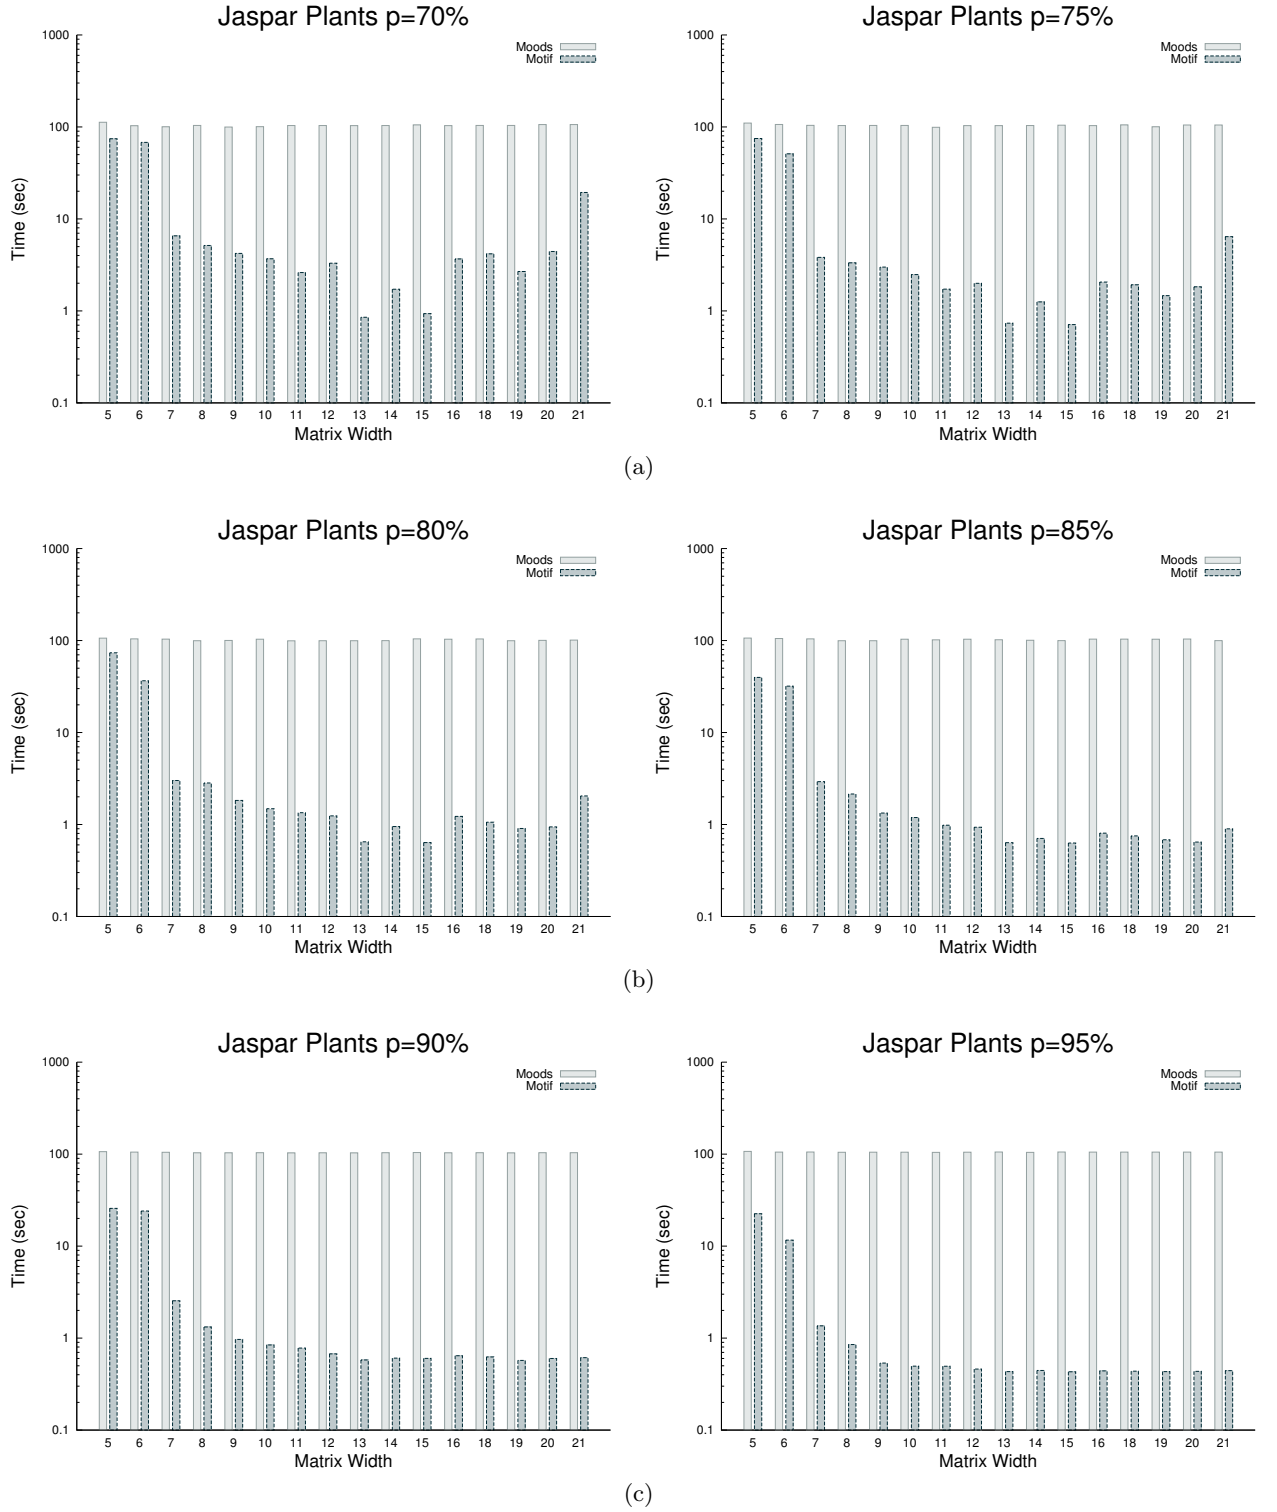 Jaspar Plants p=70%
1000
100
10
1
0.1
Time (sec)
Moods
Motif
5 6 7 8 9 10 11 12 13 14 15 16 18 19 20 21
Matrix Width
Jaspar Plants p=75%
1000
100
10
1
0.1
Time (sec)
Moods
Motif
5 6 7 8 9 10 11 12 13 14 15 16 18 19 20 21
Matrix Width
(a)
Jaspar Plants p=80%
1000
100
10
1
0.1
Time (sec)
Moods
Motif
5 6 7 8 9 10 11 12 13 14 15 16 18 19 20 21
Matrix Width
Jaspar Plants p=85%
1000
100
10
1
0.1
Time (sec)
Moods
Motif
5 6 7 8 9 10 11 12 13 14 15 16 18 19 20 21
Matrix Width
(b)
Jaspar Plants p=90%
1000
100
10
1
0.1
Time (sec)
Moods
Motif
5 6 7 8 9 10 11 12 13 14 15 16 18 19 20 21
Matrix Width
Jaspar Plants p=95%
1000
100
10
1
0.1
Time (sec)
Moods
Motif
5 6 7 8 9 10 11 12 13 14 15 16 18 19 20 21
Matrix Width
(c)